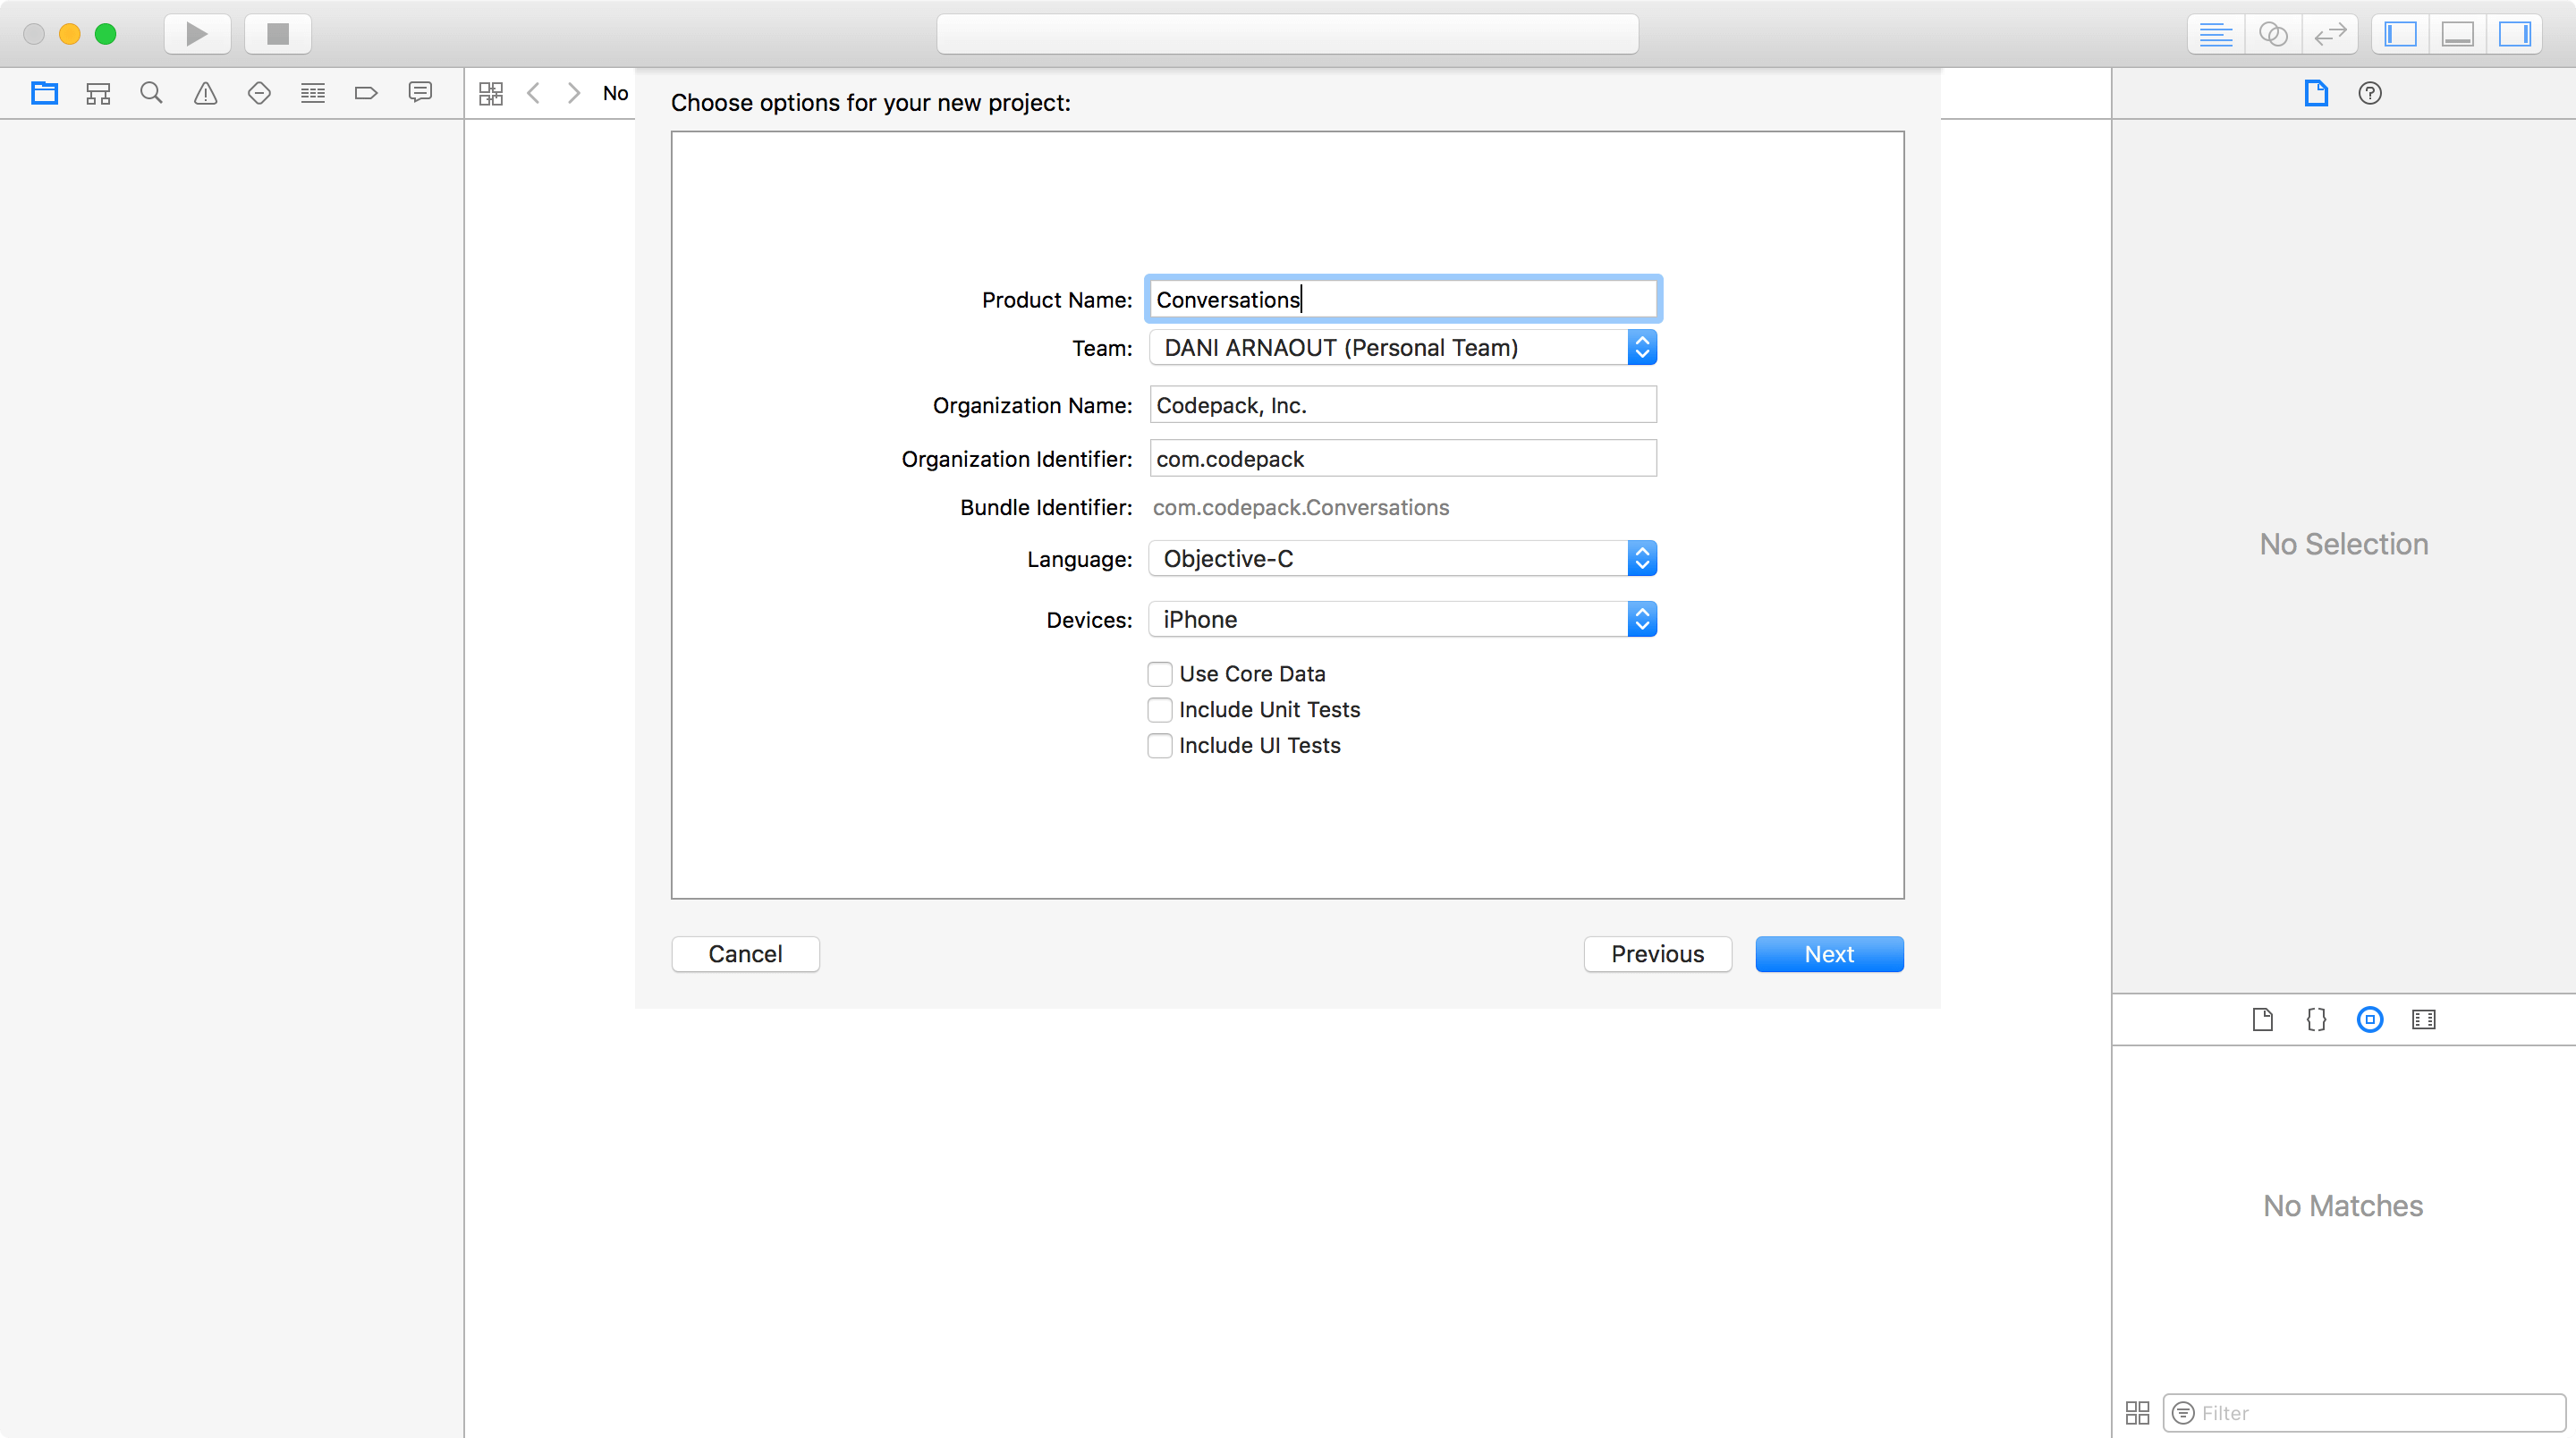 No
Choose options for your new project:
Product Name: Conversations
Team: DANI ARNAOUT (Personal Team)
Organization Name: Codepack, Inc.
Organization Identifier: com.codepack
Bundle Identifier: com.codepack.Conversations
Language: Objective-C
Devices: iPhone
Use Core Data
Include Unit Tests
Include UI Tests
Cancel Previous Next
No Selection
No Matches
Filter